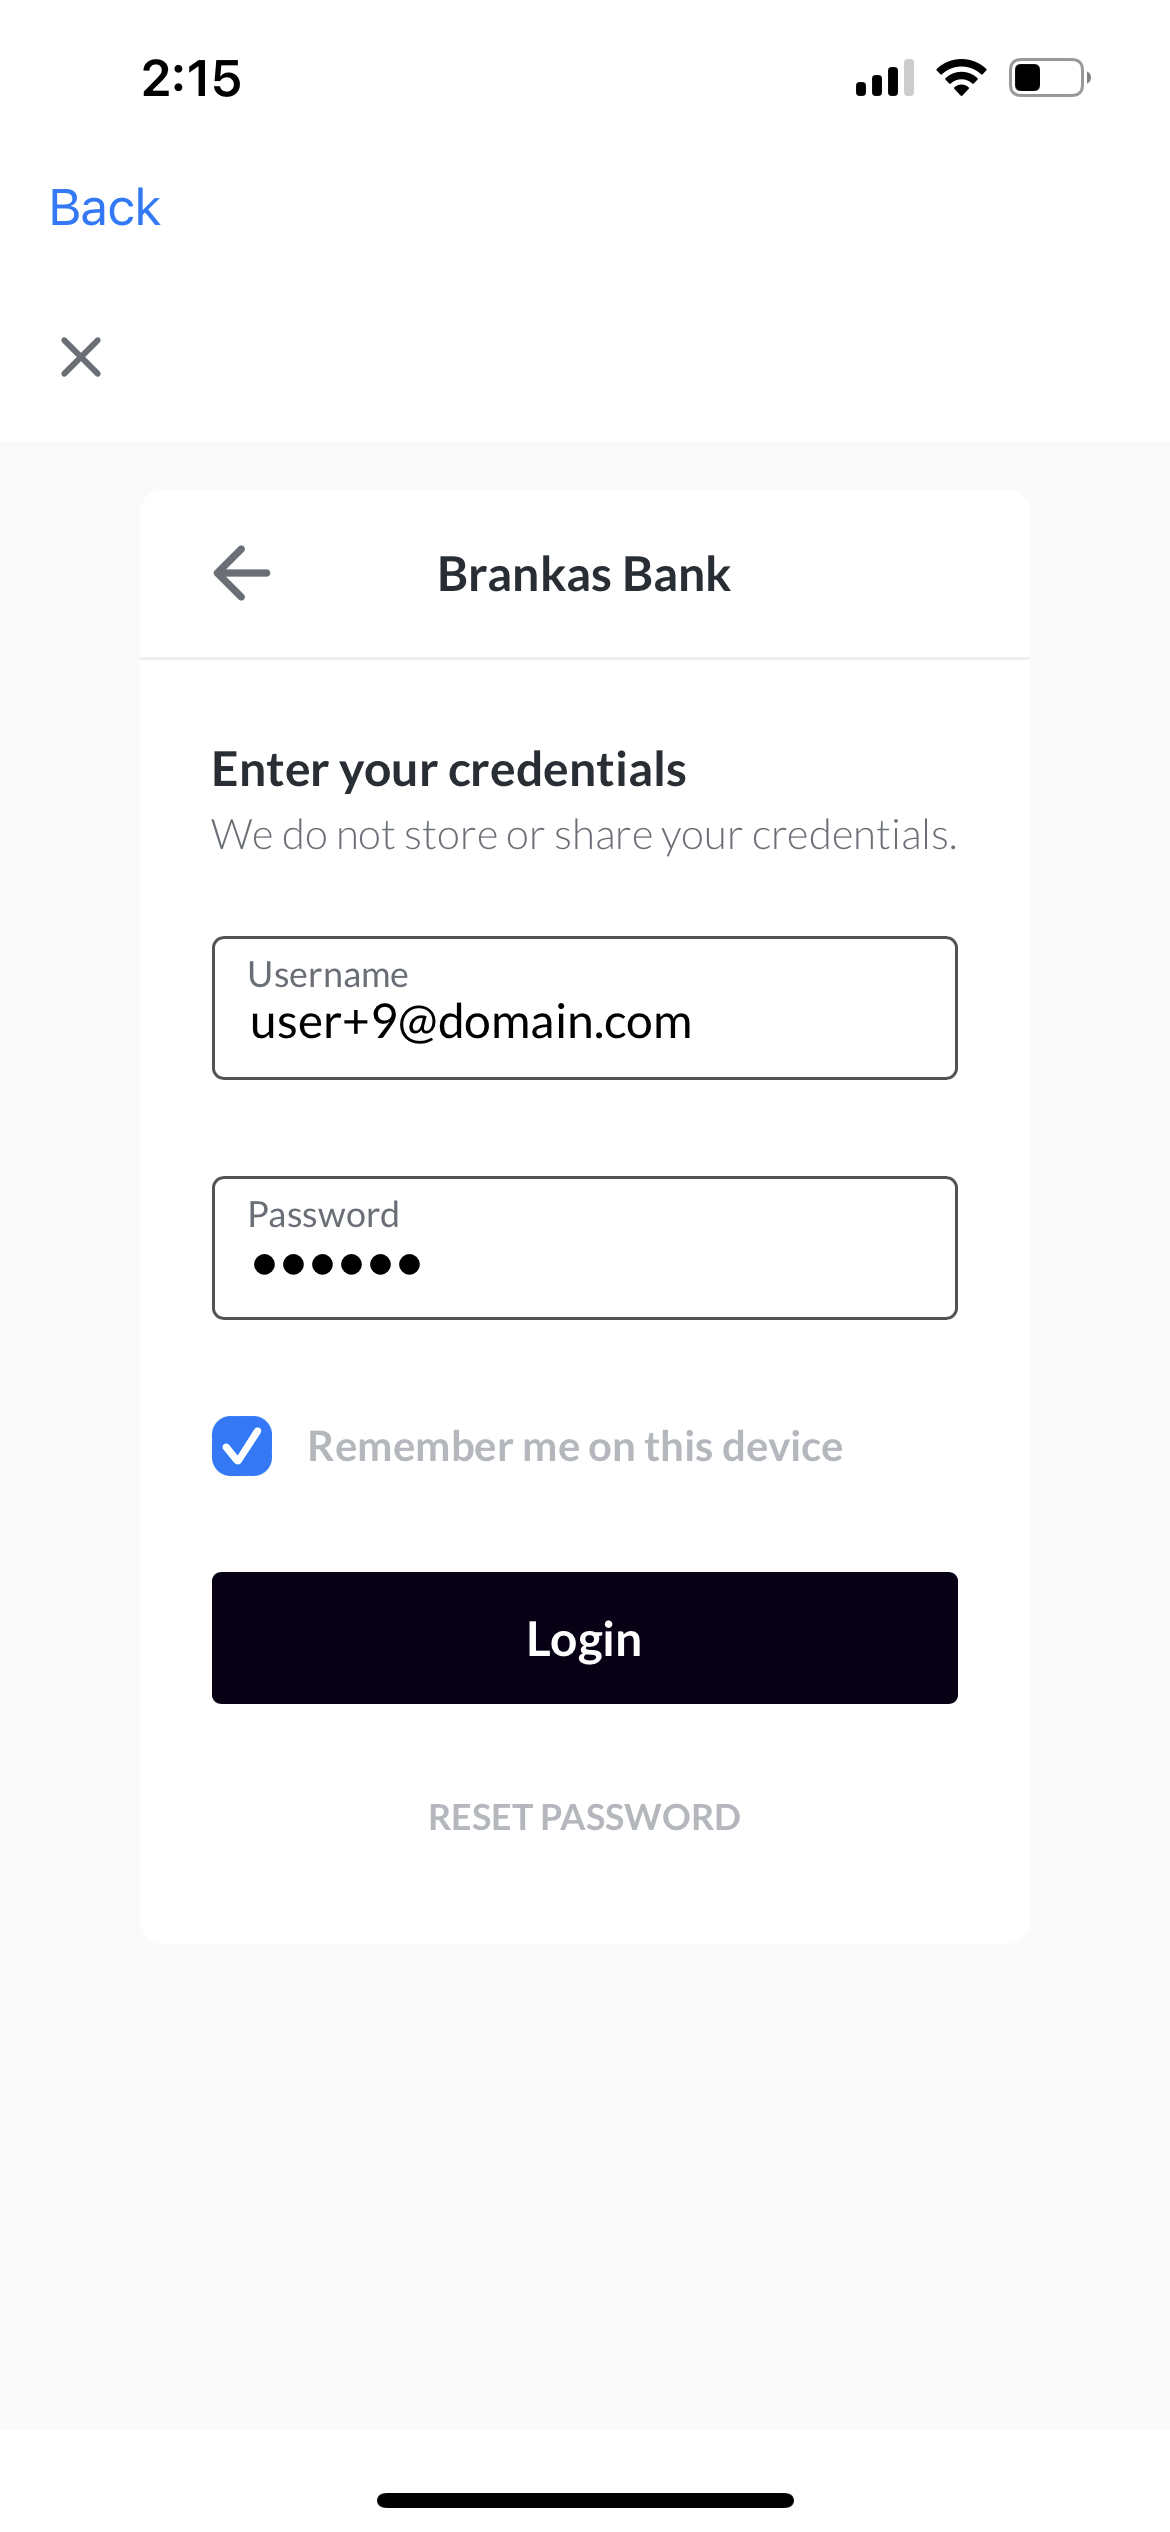 2:15
Back
Brankas Bank
Enter your credentials
We do not store or share your credentials.
Username
user+9@domain.com
Password
••••••
Remember me on this device
Login
RESET PASSWORD